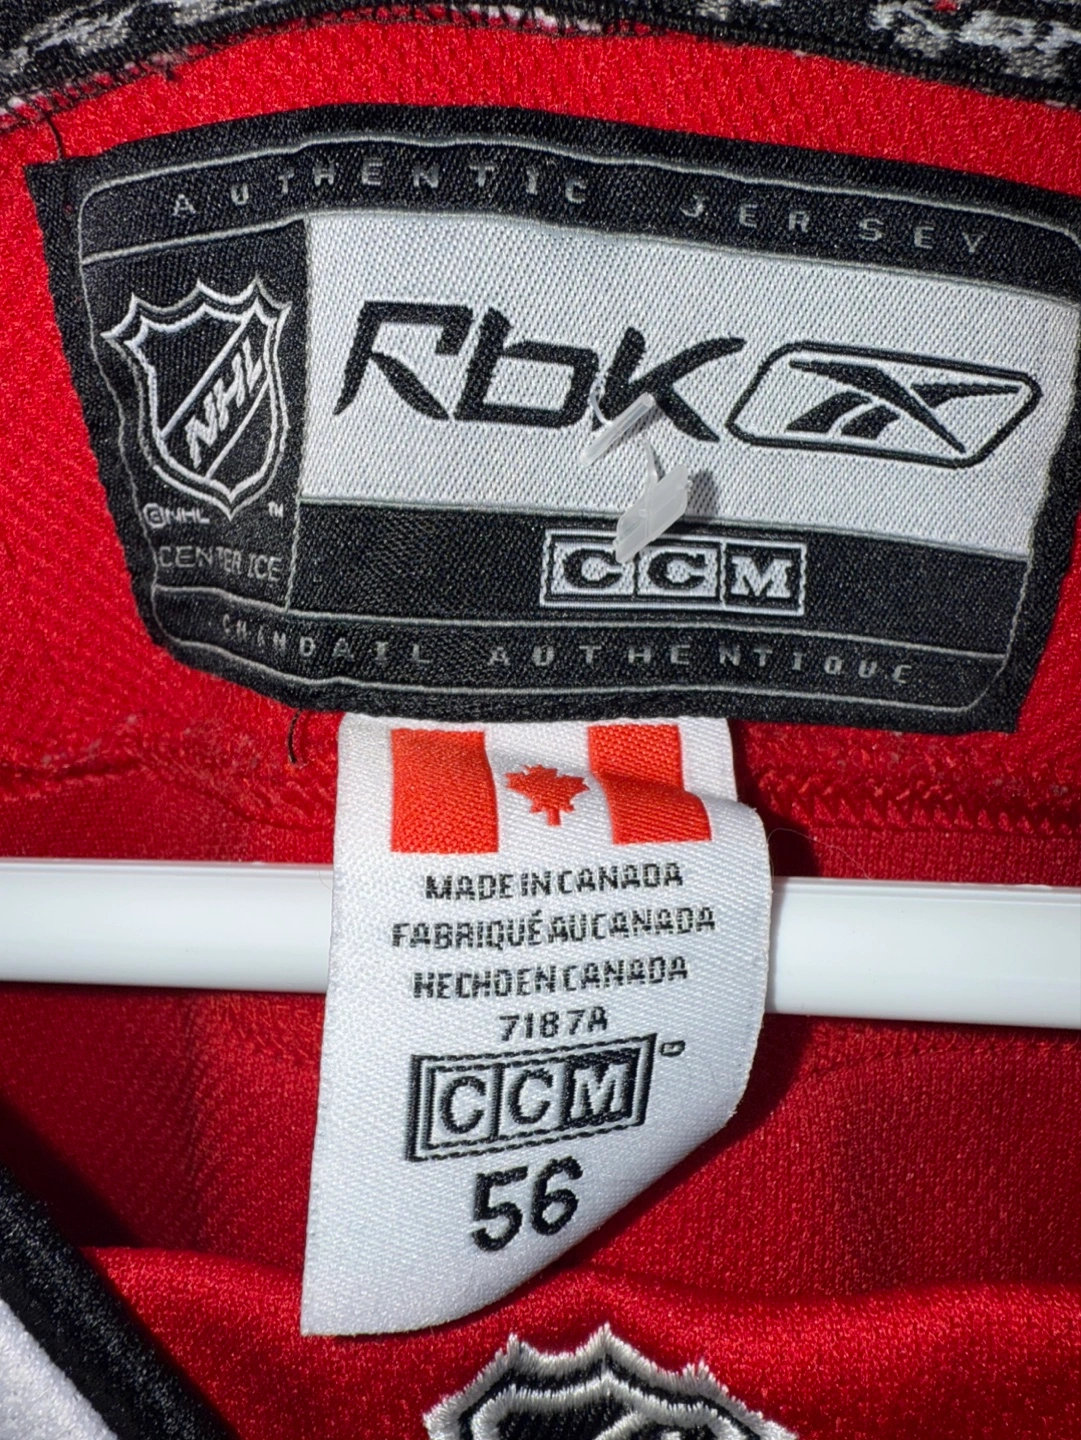 AUTHENTIC JERSEY
NHL
Rbk
©NHL ™
CENTER ICE
CCM
CHANDAIL AUTHENTIQUE
MADE IN CANADA
FABRIQUÉ AU CANADA
HECHO EN CANADA
7187A
CCM
56